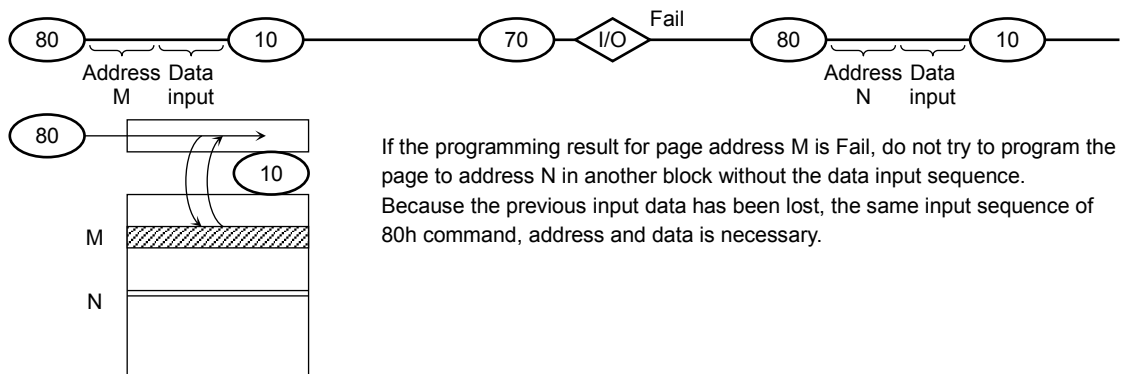 Fail
80 10 70 I/O 80 10
Address Data Address Data
M input N input
80
If the programming result for page address M is Fail, do not try to program the
10
page to address N in another block without the data input sequence.
Because the previous input data has been lost, the same input sequence of
M
80h command, address and data is necessary.
N